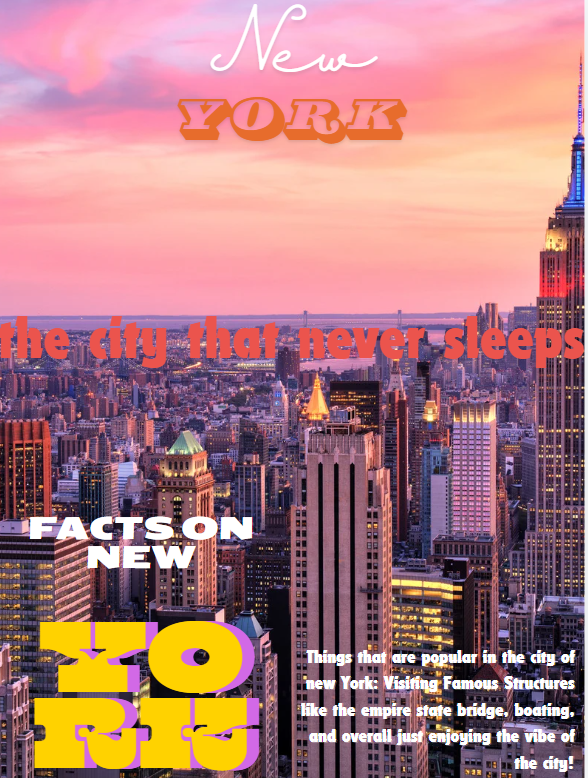 New
YORK
the city that never sleeps
FACTS ON
NEW
YO
RK
Things that are popular in the city of
new York: Visiting Famous Structures
like the empire state bridge, boating,
and overall just enjoying the vibe of
the city!